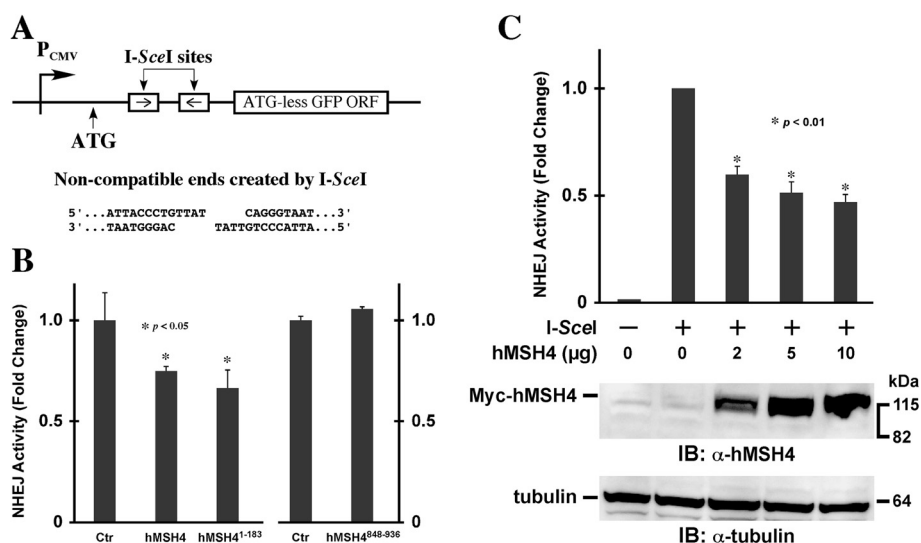 A
P_CMV
I-SceI sites
ATG-less GFP ORF
ATG
Non-compatible ends created by I-SceI
5'...ATTACCCTGTTAT CAGGGTAAT...3'
3'...TAATGGGAC TATTGTCCCATTA...5'
B
NHEJ Activity (Fold Change)
1.0
0.5
0
* p < 0.05
*
*
1.0
0.5
0
Ctr hMSH4 hMSH4^1-183 Ctr hMSH4^848-936
C
NHEJ Activity (Fold Change)
1.0
0.5
0
* p < 0.01
* * *
I-SceI — + + + +
hMSH4 (µg) 0 0 2 5 10
Myc-hMSH4
kDa
115
82
IB: α-hMSH4
tubulin
64
IB: α-tubulin